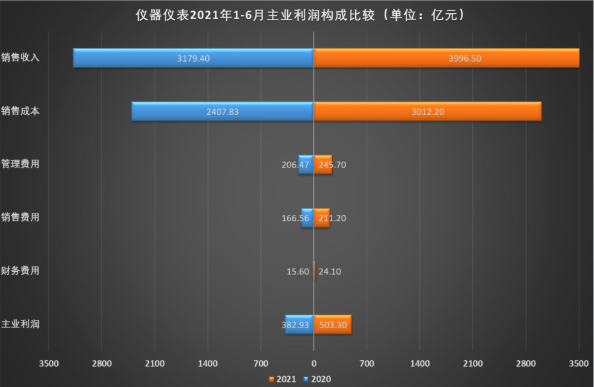 仪器仪表2021年1-6月主业利润构成比较（单位：亿元）
销售收入 3179.40 3996.50
销售成本 2407.83 3012.20
管理费用 206.47 245.70
销售费用 166.56 211.20
财务费用 15.60 24.10
主业利润 382.93 503.30
3500 2800 2100 1400 700 0 700 1400 2100 2800 3500
2021 2020